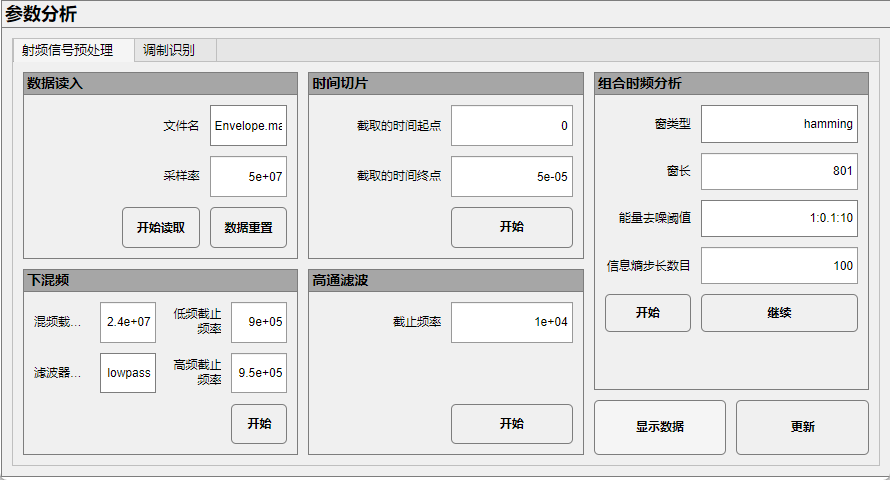 参数分析
射频信号预处理
调制识别
数据读入
文件名
Envelope.ma
采样率
5e+07
开始读取
数据重置
时间切片
截取的时间起点
0
截取的时间终点
5e-05
开始
组合时频分析
窗类型
hamming
窗长
801
能量去噪阈值
1:0.1:10
信息熵步长数目
100
开始
继续
下混频
混频截...
2.4e+07
低频截止
频率
9e+05
滤波器...
lowpass
高频截止
频率
9.5e+05
开始
高通滤波
截止频率
1e+04
开始
显示数据
更新